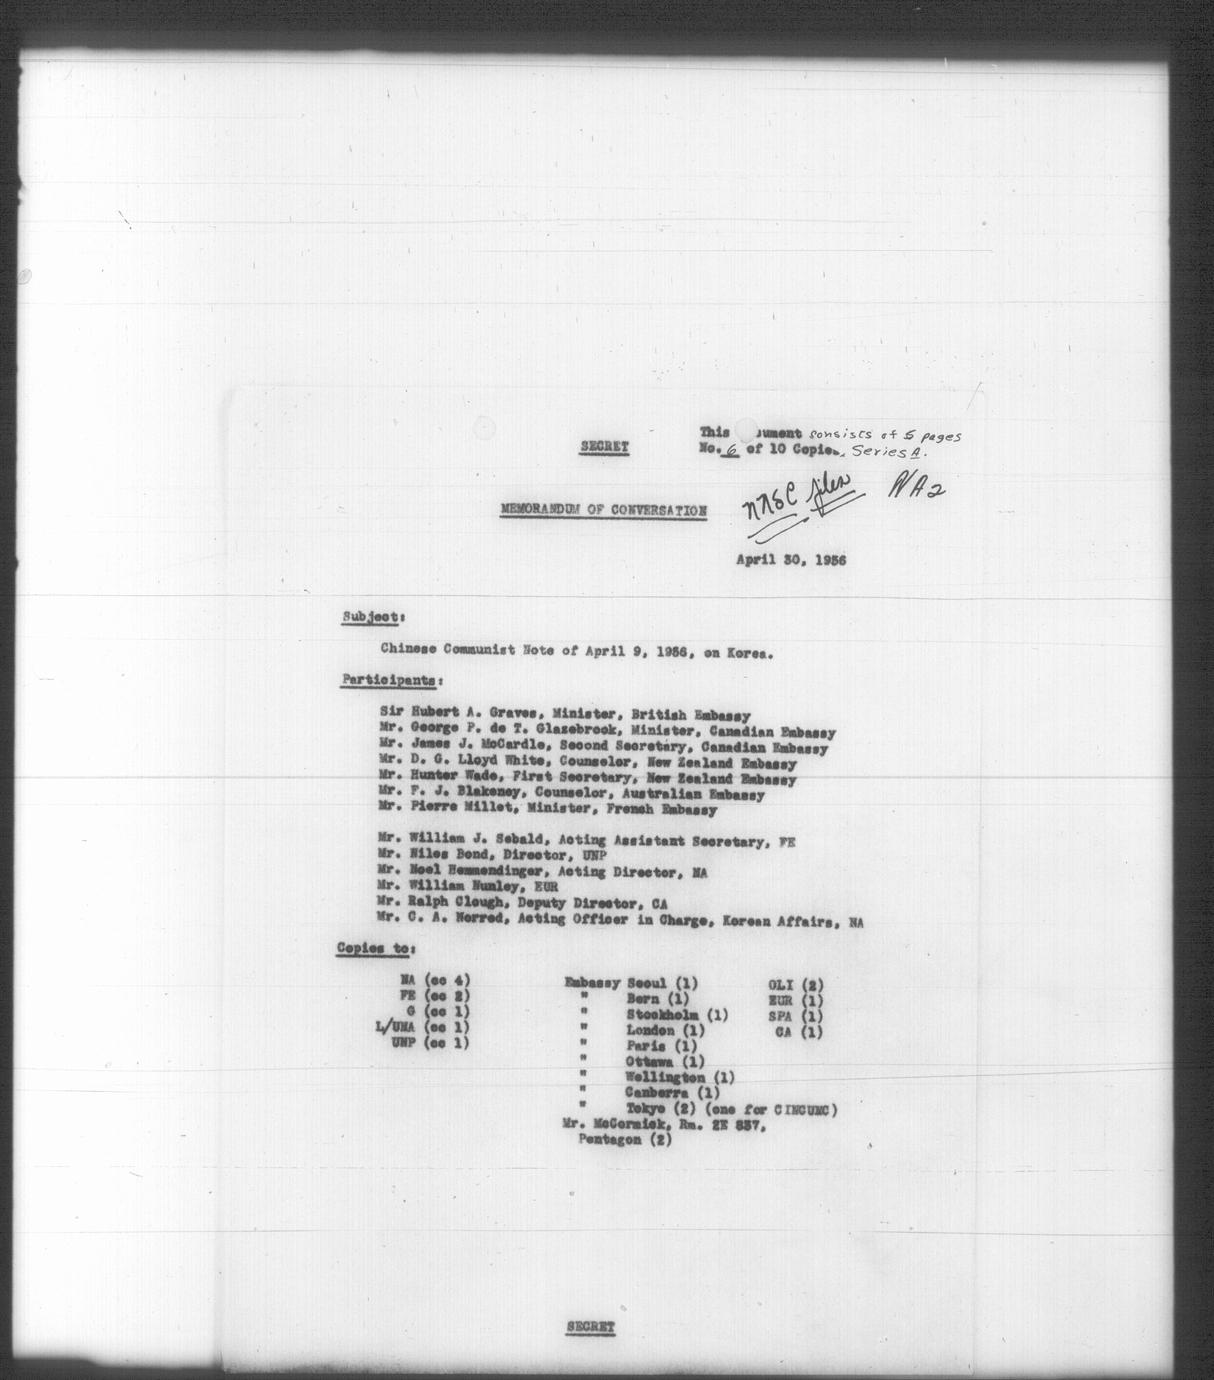 This document consists of 5 pages
SECRET
No. 6 of 10 Copies, Series A.
NNSC files NA2
MEMORANDUM OF CONVERSATION
April 30, 1956
Subject:
Chinese Communist Note of April 9, 1956, on Korea.
Participants:
Sir Hubert A. Graves, Minister, British Embassy
Mr. George P. de T. Glazebrook, Minister, Canadian Embassy
Mr. James J. McCardle, Second Secretary, Canadian Embassy
Mr. D. G. Lloyd White, Counselor, New Zealand Embassy
Mr. Hunter Wade, First Secretary, New Zealand Embassy
Mr. F. J. Blakeney, Counselor, Australian Embassy
Mr. Pierre Millet, Minister, French Embassy
Mr. William J. Sebald, Acting Assistant Secretary, FE
Mr. Niles Bond, Director, UNP
Mr. Noel Hemmendinger, Acting Director, NA
Mr. William Nunley, EUR
Mr. Ralph Clough, Deputy Director, CA
Mr. C. A. Norred, Acting Officer in Charge, Korean Affairs, NA
Copies to:
NA (cc 4) Embassy Seoul (1) OLI (2)
FE (cc 2) " Bern (1) EUR (1)
G (cc 1) " Stockholm (1) SPA (1)
L/UNA (cc 1) " London (1) CA (1)
UNP (cc 1) " Paris (1)
" Ottawa (1)
" Wellington (1)
" Canberra (1)
" Tokyo (2) (one for CINCUNC)
Mr. McCormick, Rm. 2E 837,
Pentagon (2)
SECRET